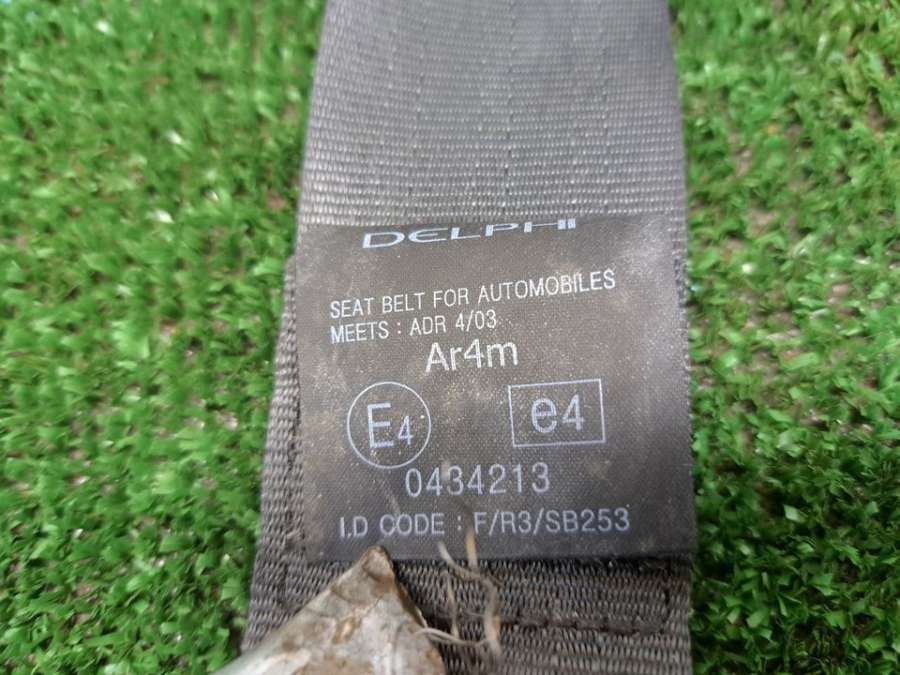 DELPHI
SEAT BELT FOR AUTOMOBILES
MEETS : ADR 4/03
Ar4m
E4 e4
0434213
I.D CODE : F/R3/SB253